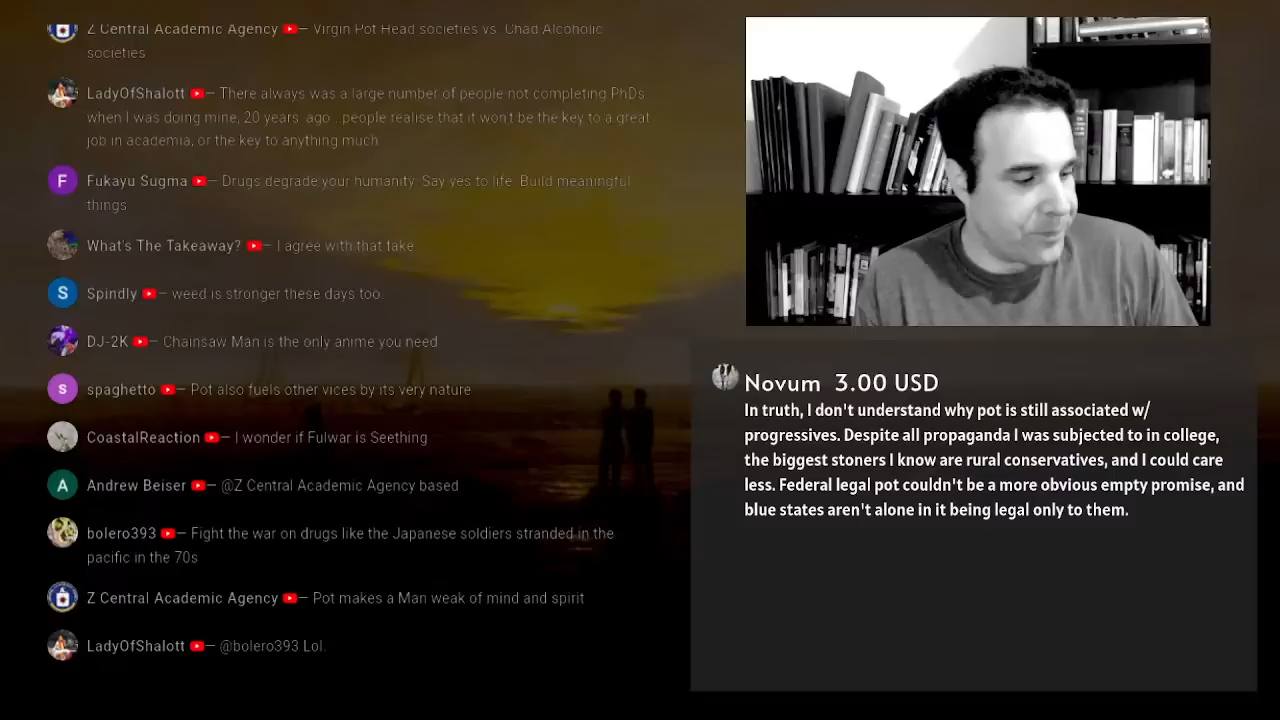 Z Central Academic Agency — Virgin Pot Head societies vs. Chad Alcoholic
societies
LadyOfShalott — There always was a large number of people not completing PhDs
when I was doing mine, 20 years ago...people realise that it won't be the key to a great
job in academia, or the key to anything much
F Fukayu Sugma — Drugs degrade your humanity. Say yes to life. Build meaningful
things.
What's The Takeaway? — I agree with that take
S Spindly — weed is stronger these days too.
DJ-2K — Chainsaw Man is the only anime you need
s spaghetto — Pot also fuels other vices by its very nature
CoastalReaction — I wonder if Fulwar is Seething
A Andrew Beiser — @Z Central Academic Agency based
bolero393 — Fight the war on drugs like the Japanese soldiers stranded in the
pacific in the 70s
Z Central Academic Agency — Pot makes a Man weak of mind and spirit
LadyOfShalott — @bolero393 Lol.
Novum 3.00 USD
In truth, I don't understand why pot is still associated w/
progressives. Despite all propaganda I was subjected to in college,
the biggest stoners I know are rural conservatives, and I could care
less. Federal legal pot couldn't be a more obvious empty promise, and
blue states aren't alone in it being legal only to them.